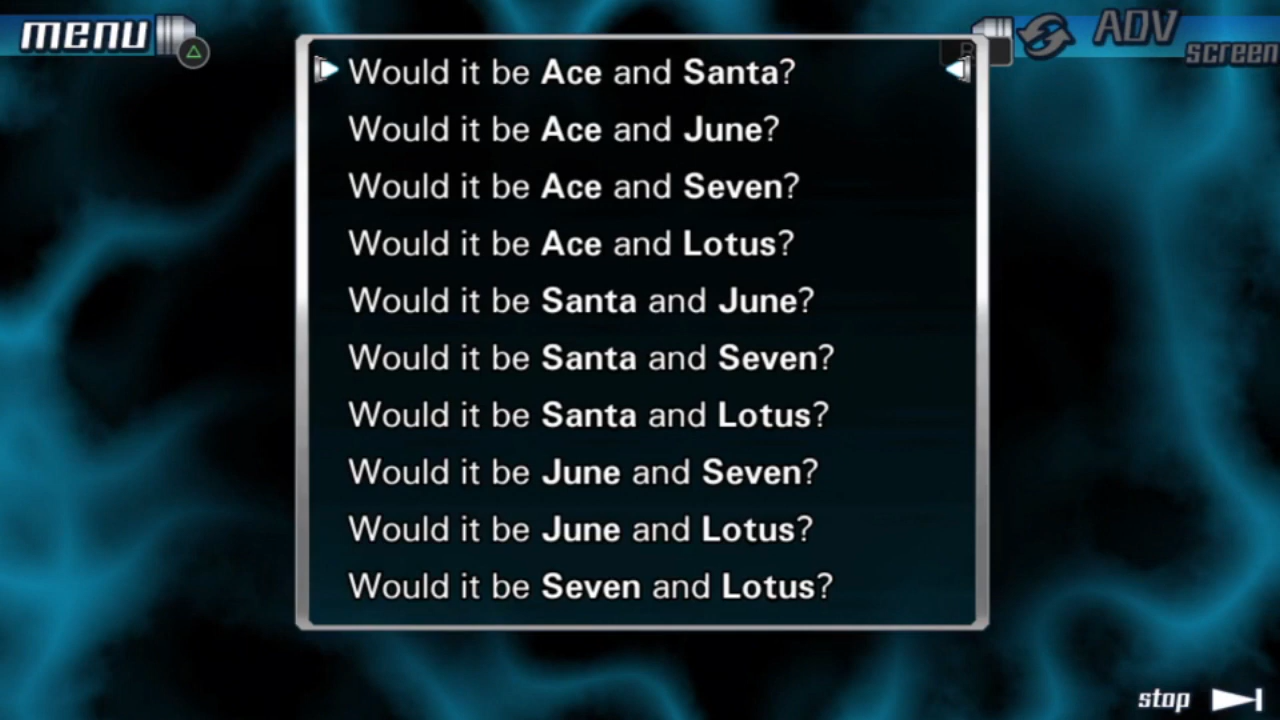 menu
ADV
screen
Would it be Ace and Santa?
Would it be Ace and June?
Would it be Ace and Seven?
Would it be Ace and Lotus?
Would it be Santa and June?
Would it be Santa and Seven?
Would it be Santa and Lotus?
Would it be June and Seven?
Would it be June and Lotus?
Would it be Seven and Lotus?
stop